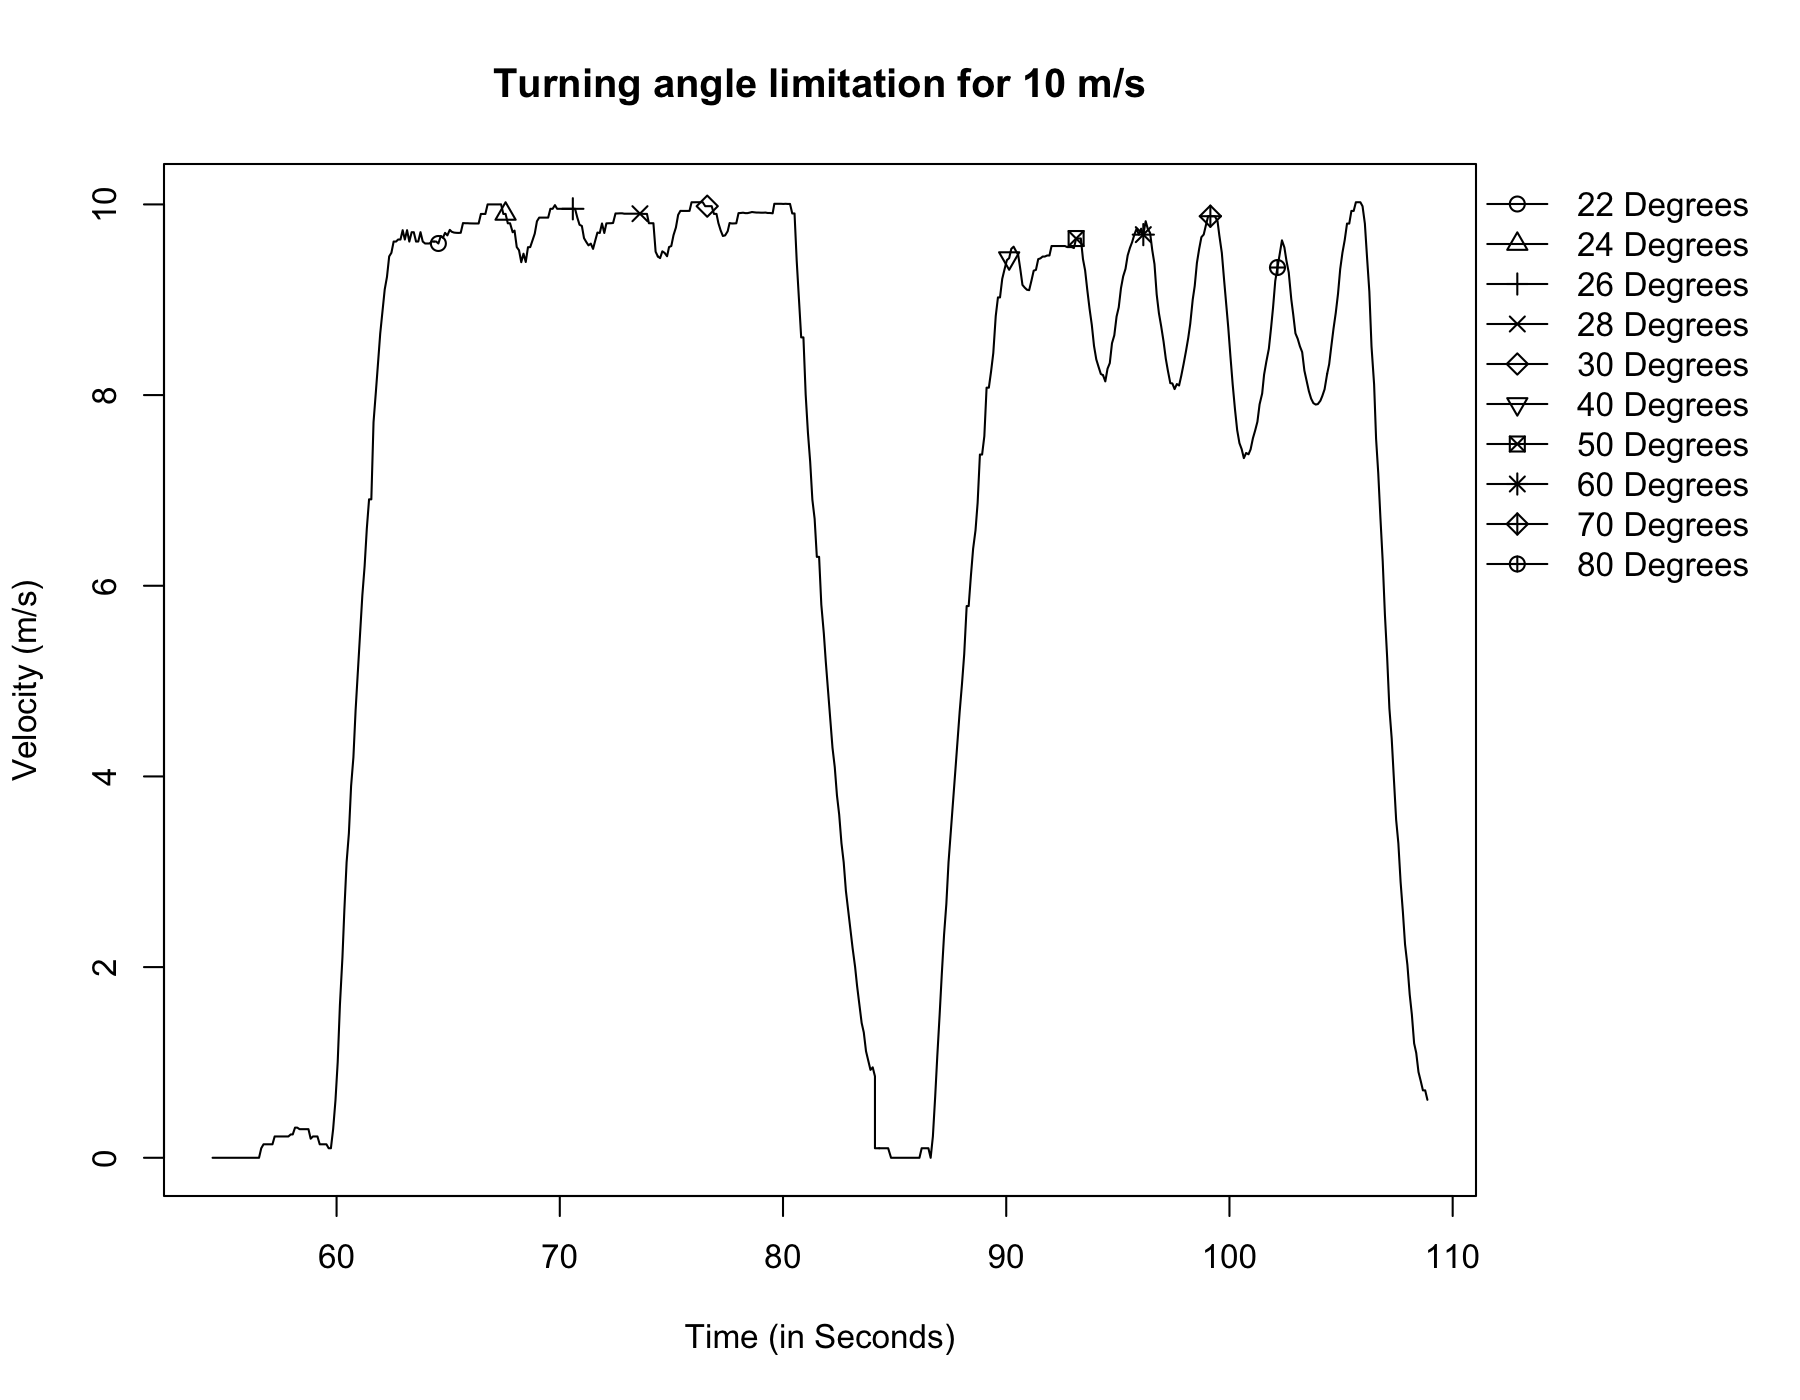 Turning angle limitation for 10 m/s
10
8
6
4
2
0
Velocity (m/s)
60 70 80 90 100 110
Time (in Seconds)
22 Degrees
24 Degrees
26 Degrees
28 Degrees
30 Degrees
40 Degrees
50 Degrees
60 Degrees
70 Degrees
80 Degrees